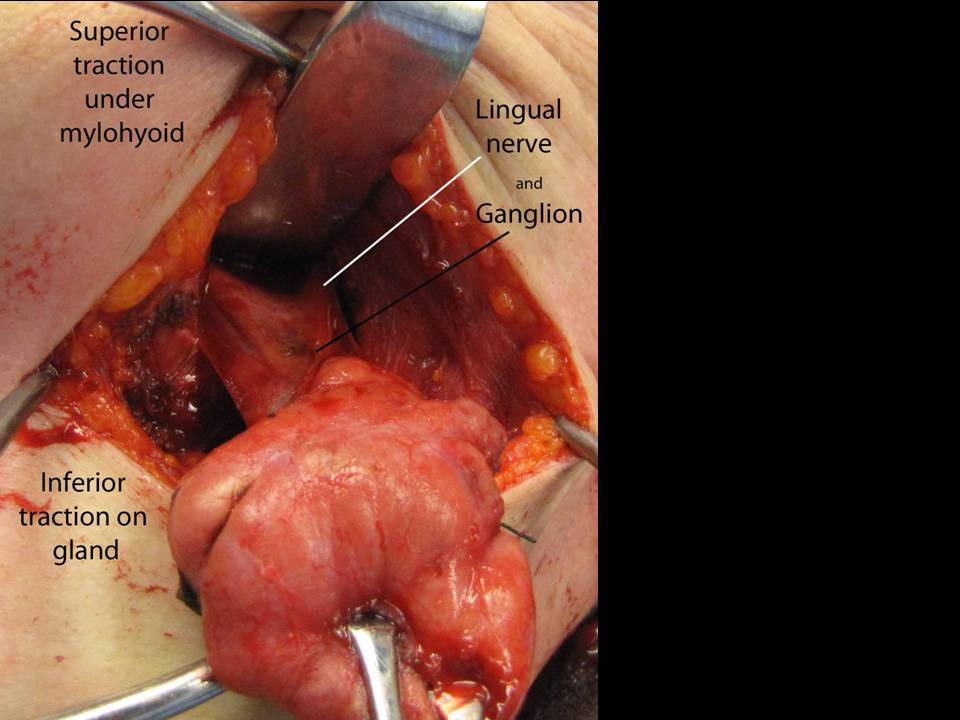 Superior
traction
under
mylohyoid
Lingual
nerve
and
Ganglion
Inferior
traction on
gland